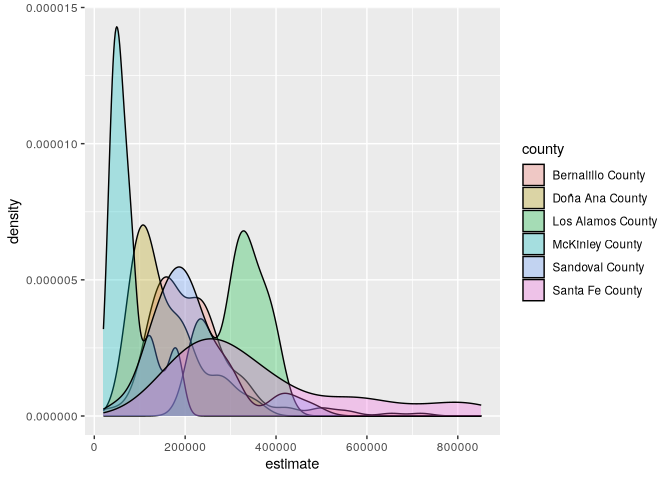 0.000015
0.000010
0.000005
0.000000
density
0
200000
400000
600000
800000
estimate
county
Bernalillo County
Doña Ana County
Los Alamos County
McKinley County
Sandoval County
Santa Fe County